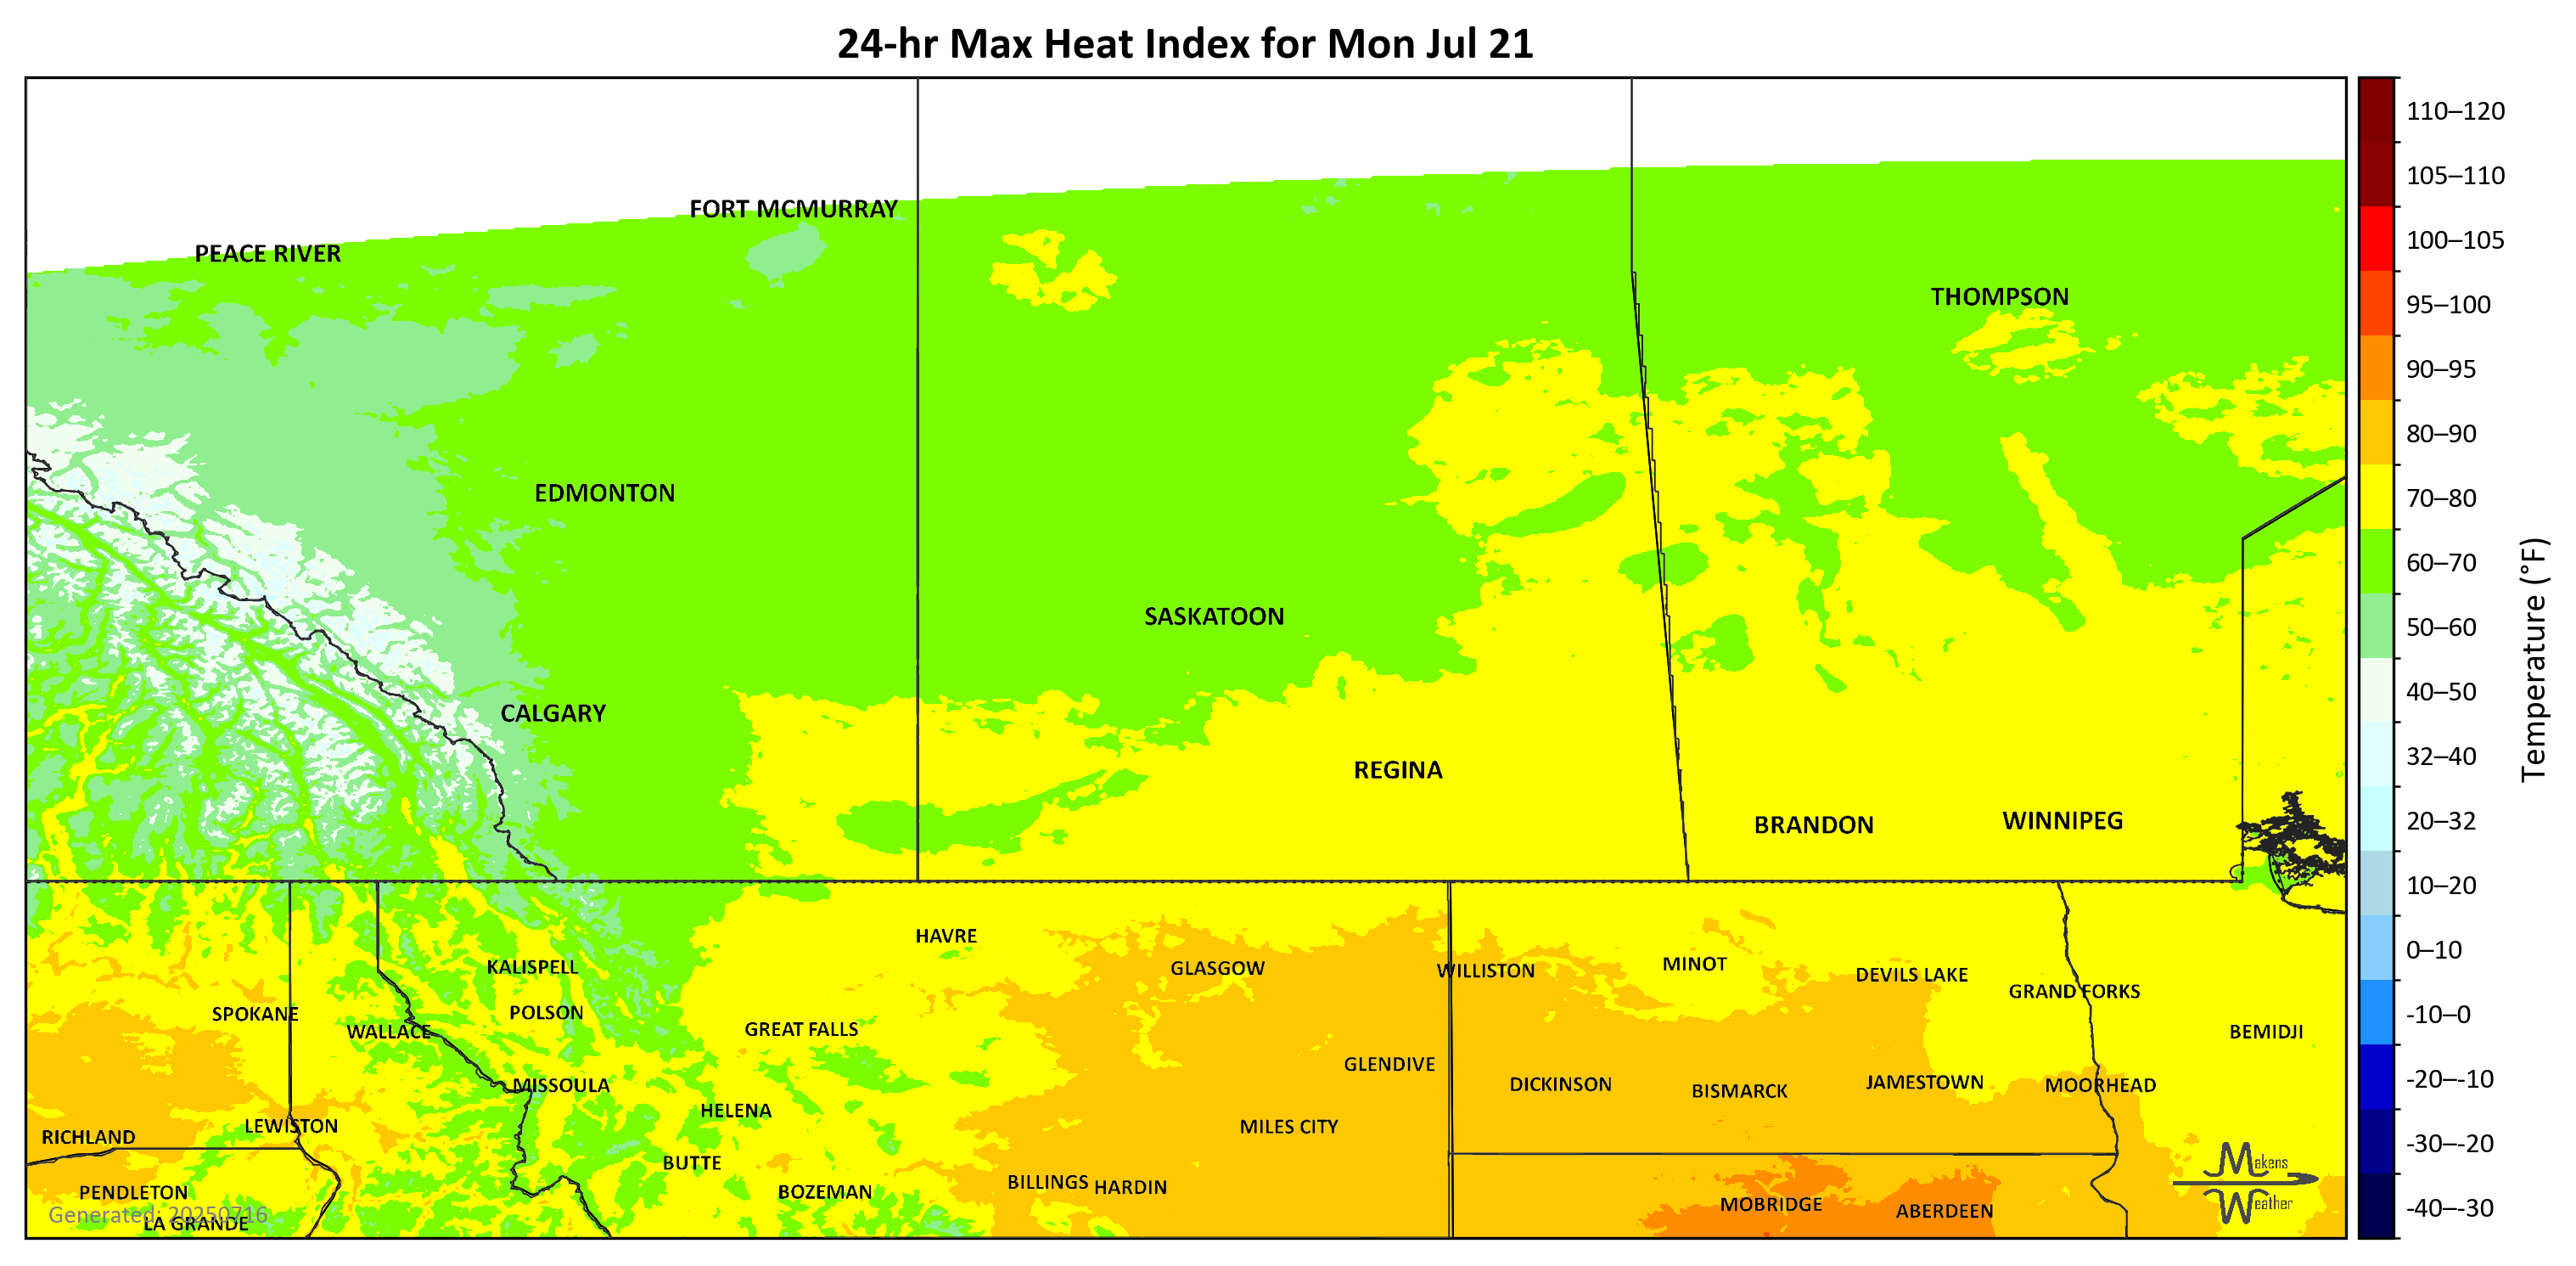 24-hr Max Heat Index for Mon Jul 21
FORT MCMURRAY
PEACE RIVER
THOMPSON
EDMONTON
SASKATOON
CALGARY
REGINA
BRANDON
WINNIPEG
HAVRE
KALISPELL
GLASGOW
WILLISTON
MINOT
DEVILS LAKE
GRAND FORKS
SPOKANE
POLSON
WALLACE
GREAT FALLS
BEMIDJI
GLENDIVE
MISSOULA
DICKINSON
BISMARCK
JAMESTOWN
MOORHEAD
HELENA
LEWISTON
MILES CITY
RICHLAND
BUTTE
PENDLETON
BOZEMAN
BILLINGS
HARDIN
MOBRIDGE
ABERDEEN
Generated: 20250716
LA GRANDE
Makens
Weather
110–120
105–110
100–105
95–100
90–95
80–90
70–80
60–70
50–60
40–50
32–40
20–32
10–20
0–10
-10–0
-20–-10
-30–-20
-40–-30
Temperature (°F)